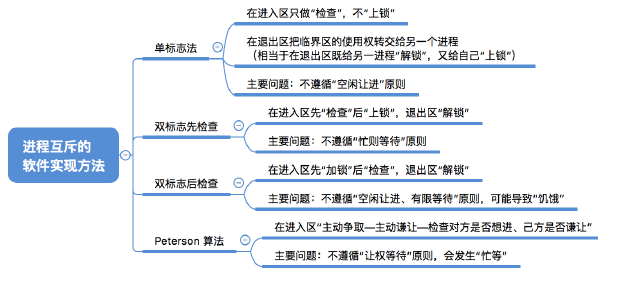 进程互斥的
软件实现方法
单标志法
在进入区只做“检查”，不“上锁”
在退出区把临界区的使用权转交给另一个进程
（相当于在退出区既给另一进程“解锁”，又给自己“上锁”）
主要问题：不遵循“空闲让进”原则
双标志先检查
在进入区先“检查”后“上锁”，退出区“解锁”
主要问题：不遵循“忙则等待”原则
双标志后检查
在进入区先“加锁”后“检查”，退出区“解锁”
主要问题：不遵循“空闲让进、有限等待”原则，可能导致“饥饿”
Peterson 算法
在进入区“主动争取—主动谦让—检查对方是否想进、己方是否谦让”
主要问题：不遵循“让权等待”原则，会发生“忙等”